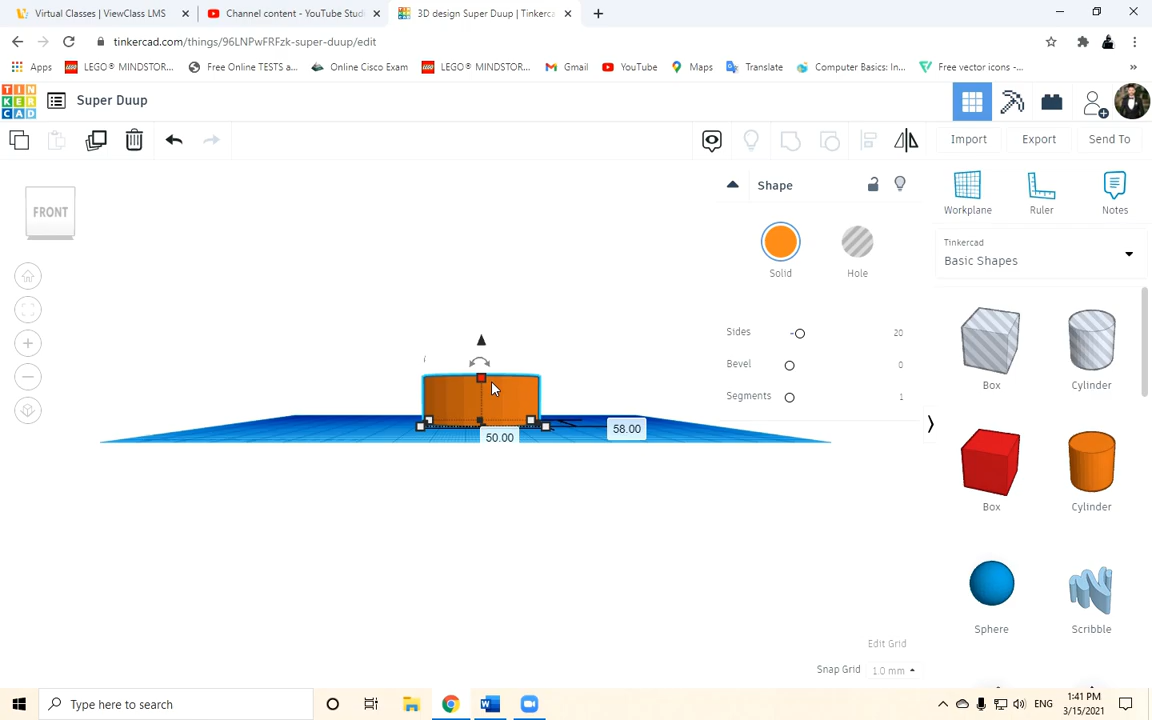 Virtual Classes | ViewClass LMS
Channel content - YouTube Stud
3D design Super Duup | Tinkerca
tinkercad.com/things/96LNPwFRFzk-super-duup/edit
Apps
LEGO® MINDSTOR...
Free Online TESTS a...
Online Cisco Exam
LEGO® MINDSTOR...
Gmail
YouTube
Maps
Translate
Computer Basics: In...
Free vector icons -...
»
TIN
KER
CAD
Super Duup
Import
Export
Send To
FRONT
Shape
Solid
Hole
Sides
20
Bevel
0
Segments
1
Workplane
Ruler
Notes
Tinkercad
Basic Shapes
Box
Cylinder
Box
Cylinder
Sphere
Scribble
50.00
58.00
Edit Grid
Snap Grid
1.0 mm
Type here to search
ENG
1:41 PM
3/15/2021